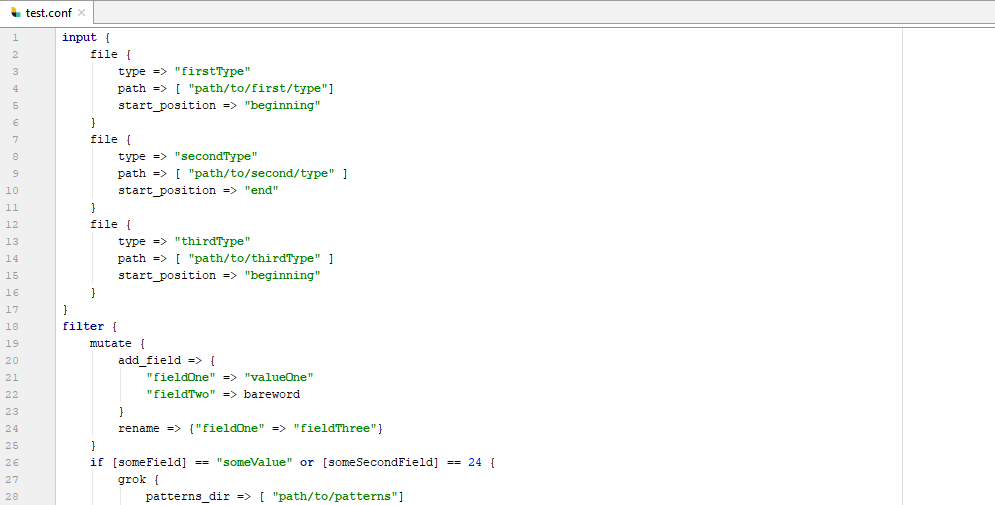 test.conf
1 input {
2     file {
3         type => "firstType"
4         path => [ "path/to/first/type"]
5         start_position => "beginning"
6     }
7     file {
8         type => "secondType"
9         path => [ "path/to/second/type" ]
10         start_position => "end"
11     }
12     file {
13         type => "thirdType"
14         path => [ "path/to/thirdType" ]
15         start_position => "beginning"
16     }
17 }
18 filter {
19     mutate {
20         add_field => {
21             "fieldOne" => "valueOne"
22             "fieldTwo" => bareword
23         }
24         rename => {"fieldOne" => "fieldThree"}
25     }
26     if [someField] == "someValue" or [someSecondField] == 24 {
27         grok {
28             patterns_dir => [ "path/to/patterns"]